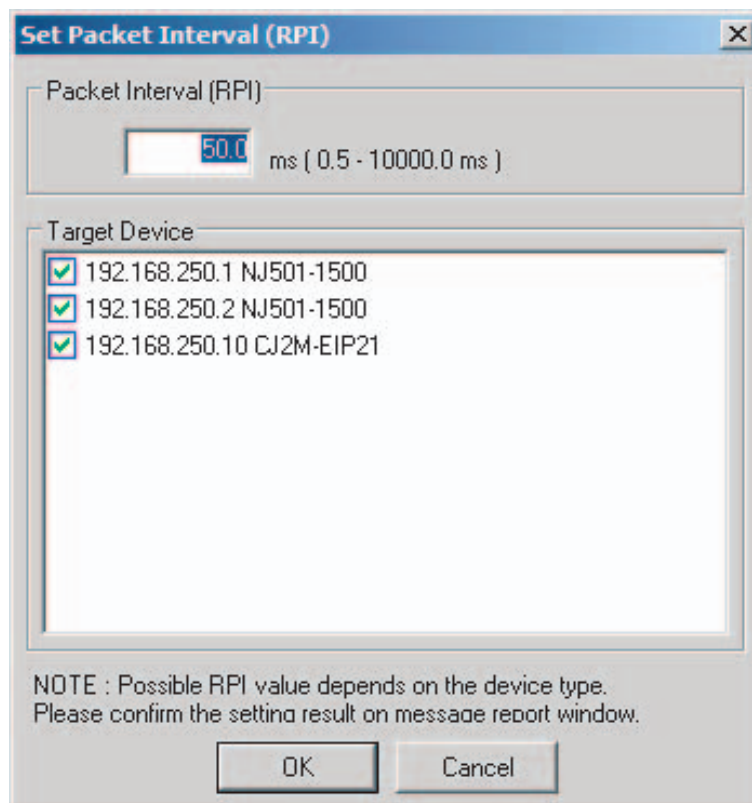 Set Packet Interval (RPI)
Packet Interval (RPI)
50.0 ms ( 0.5 - 10000.0 ms )
Target Device
192.168.250.1 NJ501-1500
192.168.250.2 NJ501-1500
192.168.250.10 CJ2M-EIP21
NOTE : Possible RPI value depends on the device type.
Please confirm the setting result on message report window.
OK Cancel